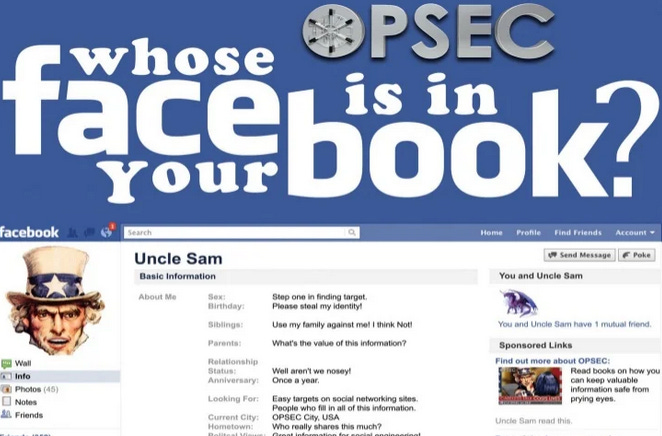 OPSEC
whose
face is in
your book?
facebook
3
Search
Home Profile Find Friends Account
Uncle Sam
Send Message Poke
Basic Information
About Me
Sex: Step one in finding target.
Birthday: Please steal my identity!
Siblings: Use my family against me! I think Not!
Parents: What's the value of this information?
Relationship
Status: Well aren't we nosey!
Anniversary: Once a year.
Looking For: Easy targets on social networking sites.
People who fill in all of this information.
Current City: OPSEC City, USA
Hometown: Who really shares this much?
Political Views: Great information for social engineering!
Wall
Info
Photos (45)
Notes
Friends
You and Uncle Sam
You and Uncle Sam have 1 mutual friend.
Sponsored Links
Find out more about OPSEC:
Read books on how you
can keep valuable
information safe from
prying eyes.
Uncle Sam read this.